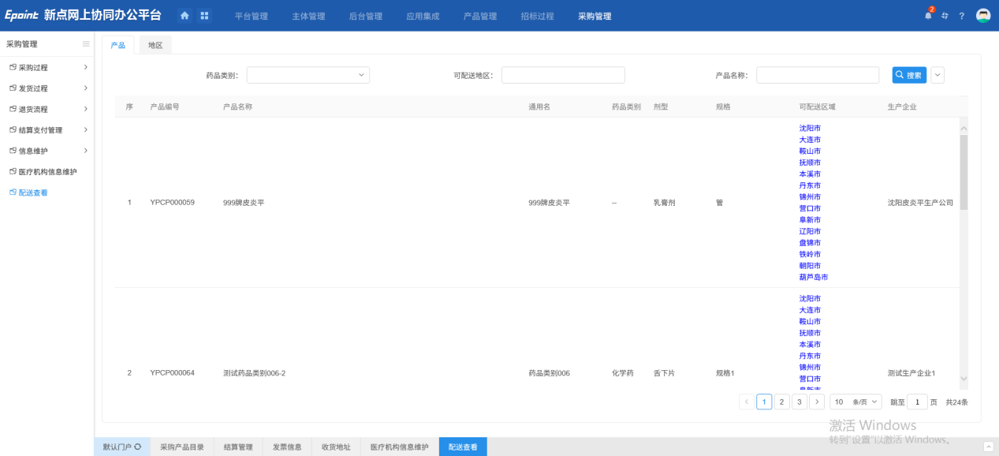 Epoint 新点网上协同办公平台 平台管理 主体管理 后台管理 应用集成 产品管理 招标过程 采购管理 2 ?
采购管理
采购过程
发货过程
退货流程
结算支付管理
信息维护
医疗机构信息维护
配送查看
产品 地区
药品类别: 可配送地区: 产品名称: 搜索
序 产品编号 产品名称 通用名 药品类别 剂型 规格 可配送区域 生产企业
1 YPCP000059 999牌皮炎平 999牌皮炎平 -- 乳膏剂 管 沈阳皮炎平生产公司
沈阳市
大连市
鞍山市
抚顺市
本溪市
丹东市
锦州市
营口市
阜新市
辽阳市
盘锦市
铁岭市
朝阳市
葫芦岛市
2 YPCP000064 测试药品类别006-2 药品类别006 化学药 舌下片 规格1 测试生产企业1
沈阳市
大连市
鞍山市
抚顺市
本溪市
丹东市
锦州市
营口市
阜新市
1 2 3 10 条/页 跳至 1 页 共24条
激活 Windows
转到"设置"以激活 Windows。
默认门户 采购产品目录 结算管理 发票信息 收货地址 医疗机构信息维护 配送查看